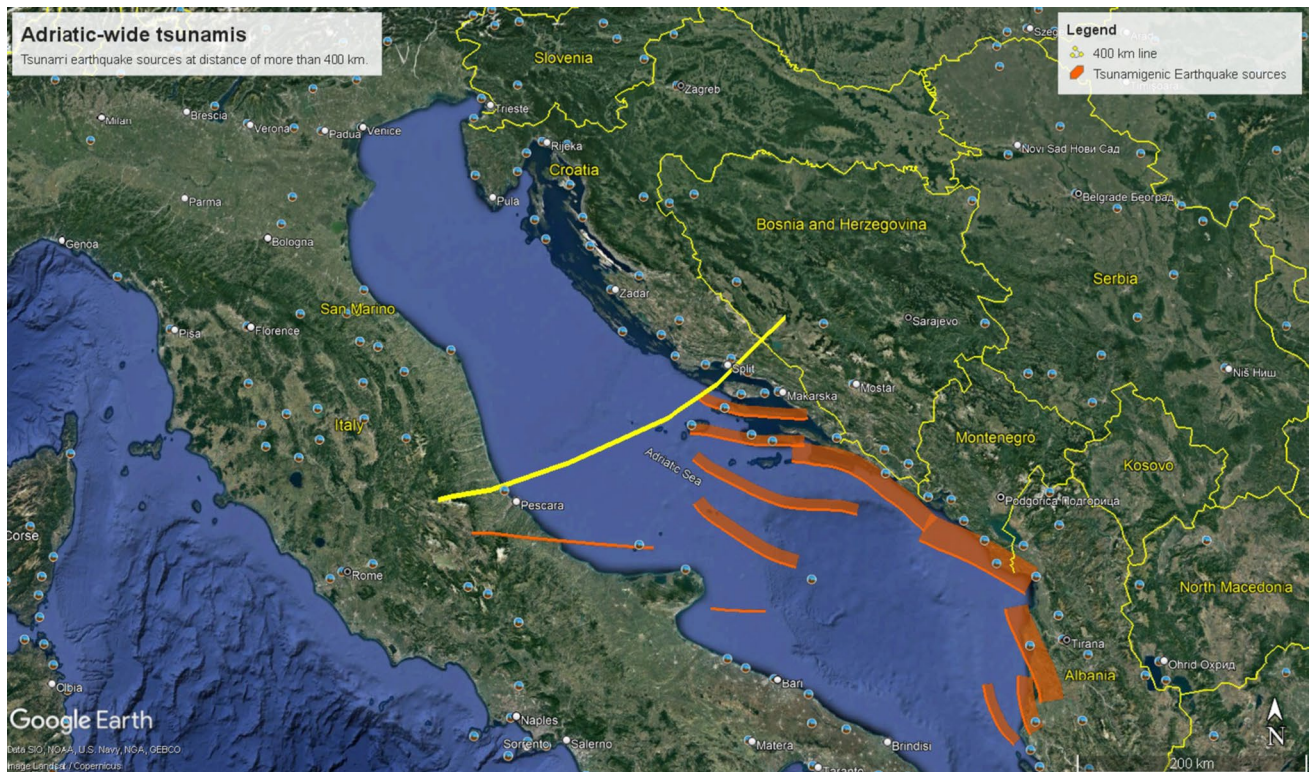 Adriatic-wide tsunamis
Tsunami earthquake sources at distance of more than 400 km.
Legend
400 km line
Tsunamigenic Earthquake sources
Slovenia
Zagreb
Trieste
Milan
Brescia
Verona
Padua
Venice
Rijeka
Croatia
Novi Sad Нови Сад
Parma
Pula
Belgrade Београд
Bosnia and Herzegovina
Genoa
Bologna
Serbia
Zadar
San Marino
Sarajevo
Pisa
Florence
Split
Niš Ниш
Mostar
Makarska
Italy
Montenegro
Adriatic Sea
Kosovo
Pescara
Podgorica Подгорица
Corse
Rome
North Macedonia
Tirana
Ohrid Охрид
Albania
Olbia
Bari
Google Earth
Naples
Sorrento
Salerno
Matera
Brindisi
Taranto
Data SIO, NOAA, U.S. Navy, NGA, GEBCO
Image Landsat / Copernicus
200 km
N